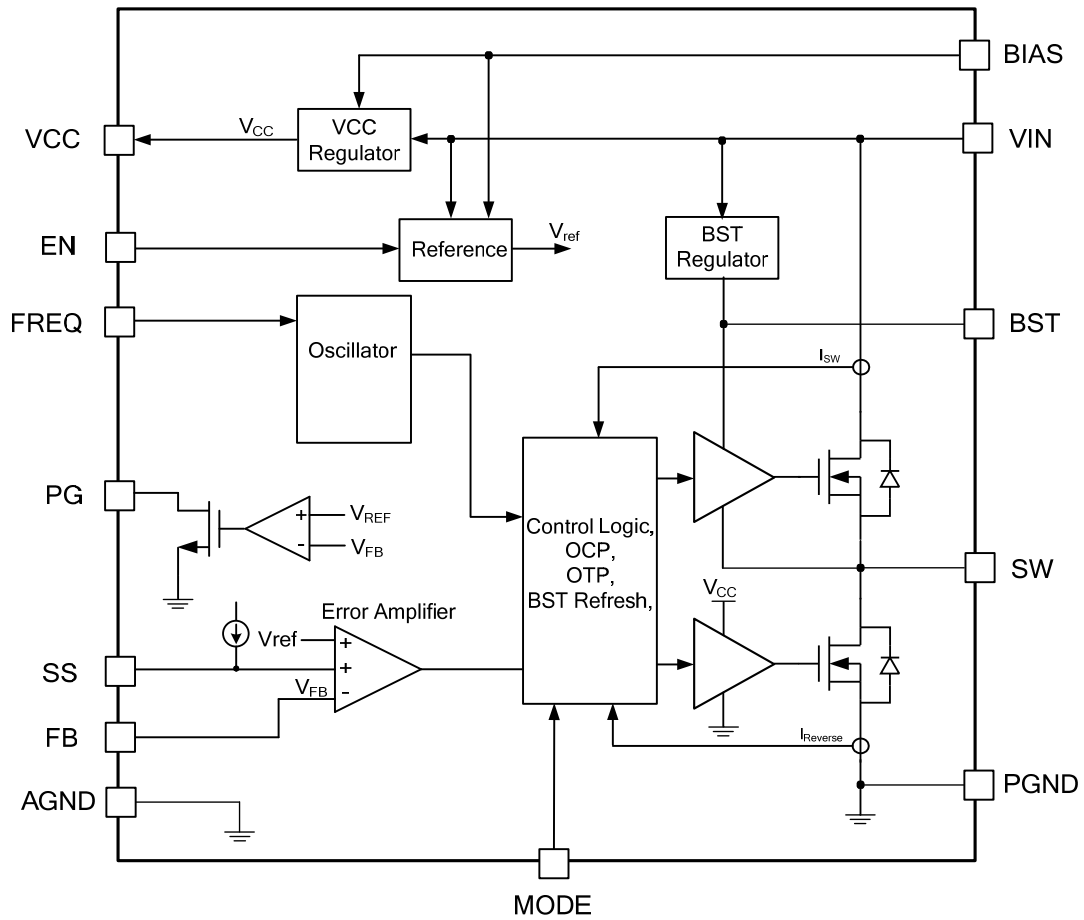 BIAS
VCC
VCC
VCC
Regulator
VIN
EN
Reference
Vref
BST
Regulator
FREQ
Oscillator
BST
ISW
PG
+
VREF
-
VFB
Control Logic,
OCP,
OTP,
BST Refresh,
SW
VCC
Error Amplifier
Vref
+
SS
+
VFB
-
FB
IReverse
AGND
PGND
MODE